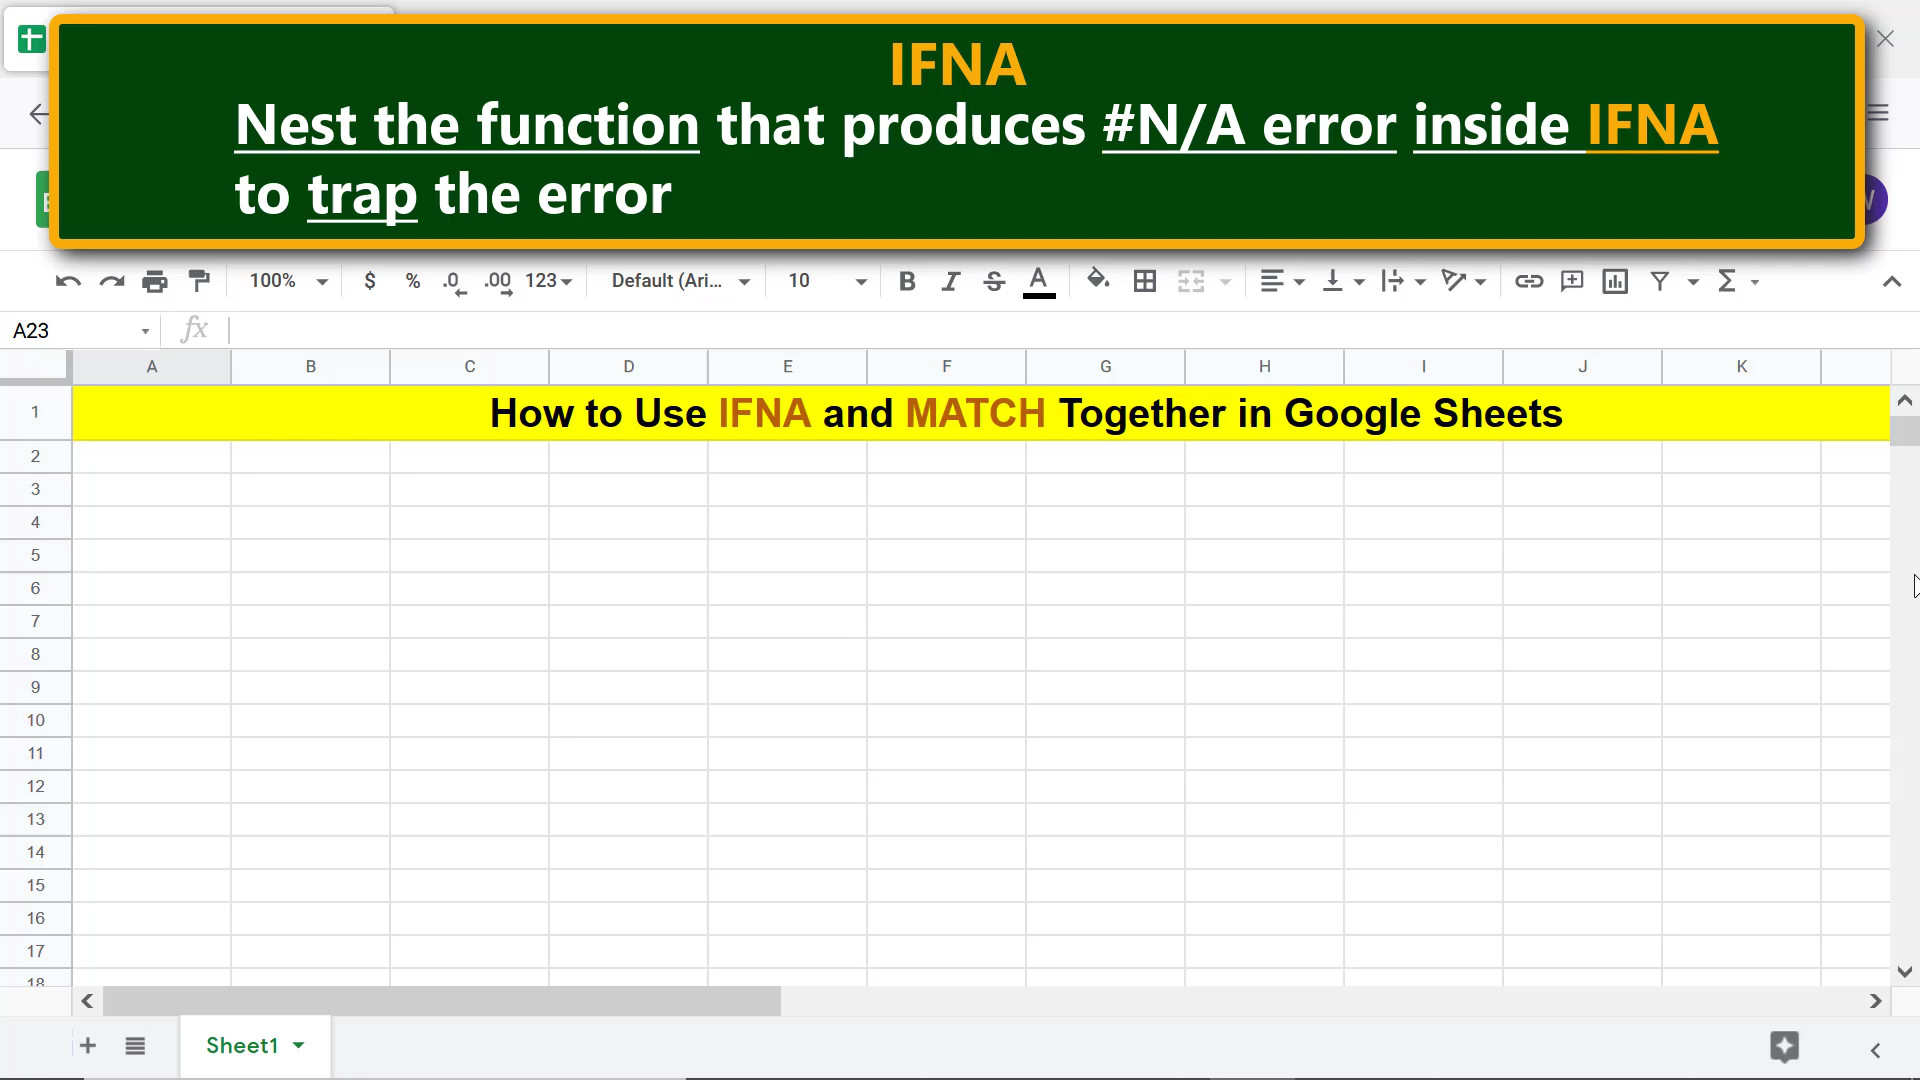 IFNA
Nest the function that produces #N/A error inside IFNA
to trap the error
100% $ % .0 .00 123 Default (Ari... 10 B I S A Σ
A23 fx
A B C D E F G H I J K
1 How to Use IFNA and MATCH Together in Google Sheets
2
3
4
5
6
7
8
9
10
11
12
13
14
15
16
17
18
+ Sheet1